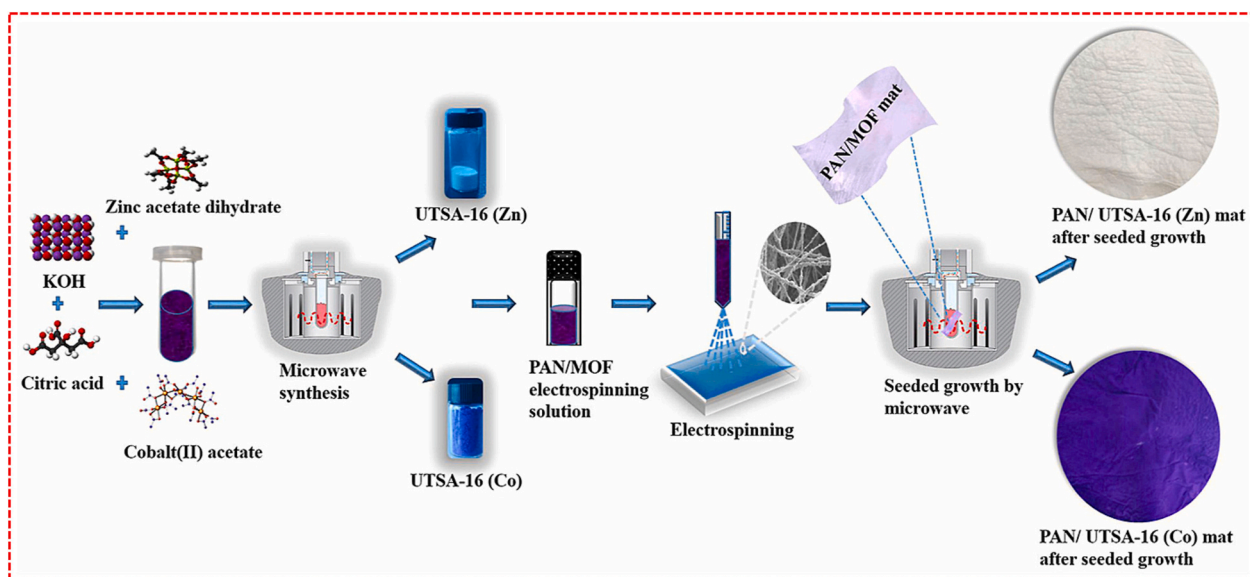 Zinc acetate dihydrate
+
KOH
+
Citric acid
+
Cobalt(II) acetate
Microwave
synthesis
UTSA-16 (Zn)
UTSA-16 (Co)
PAN/MOF
electrospinning
solution
Electrospinning
PAN/MOF mat
Seeded growth by
microwave
PAN/ UTSA-16 (Zn) mat
after seeded growth
PAN/ UTSA-16 (Co) mat
after seeded growth